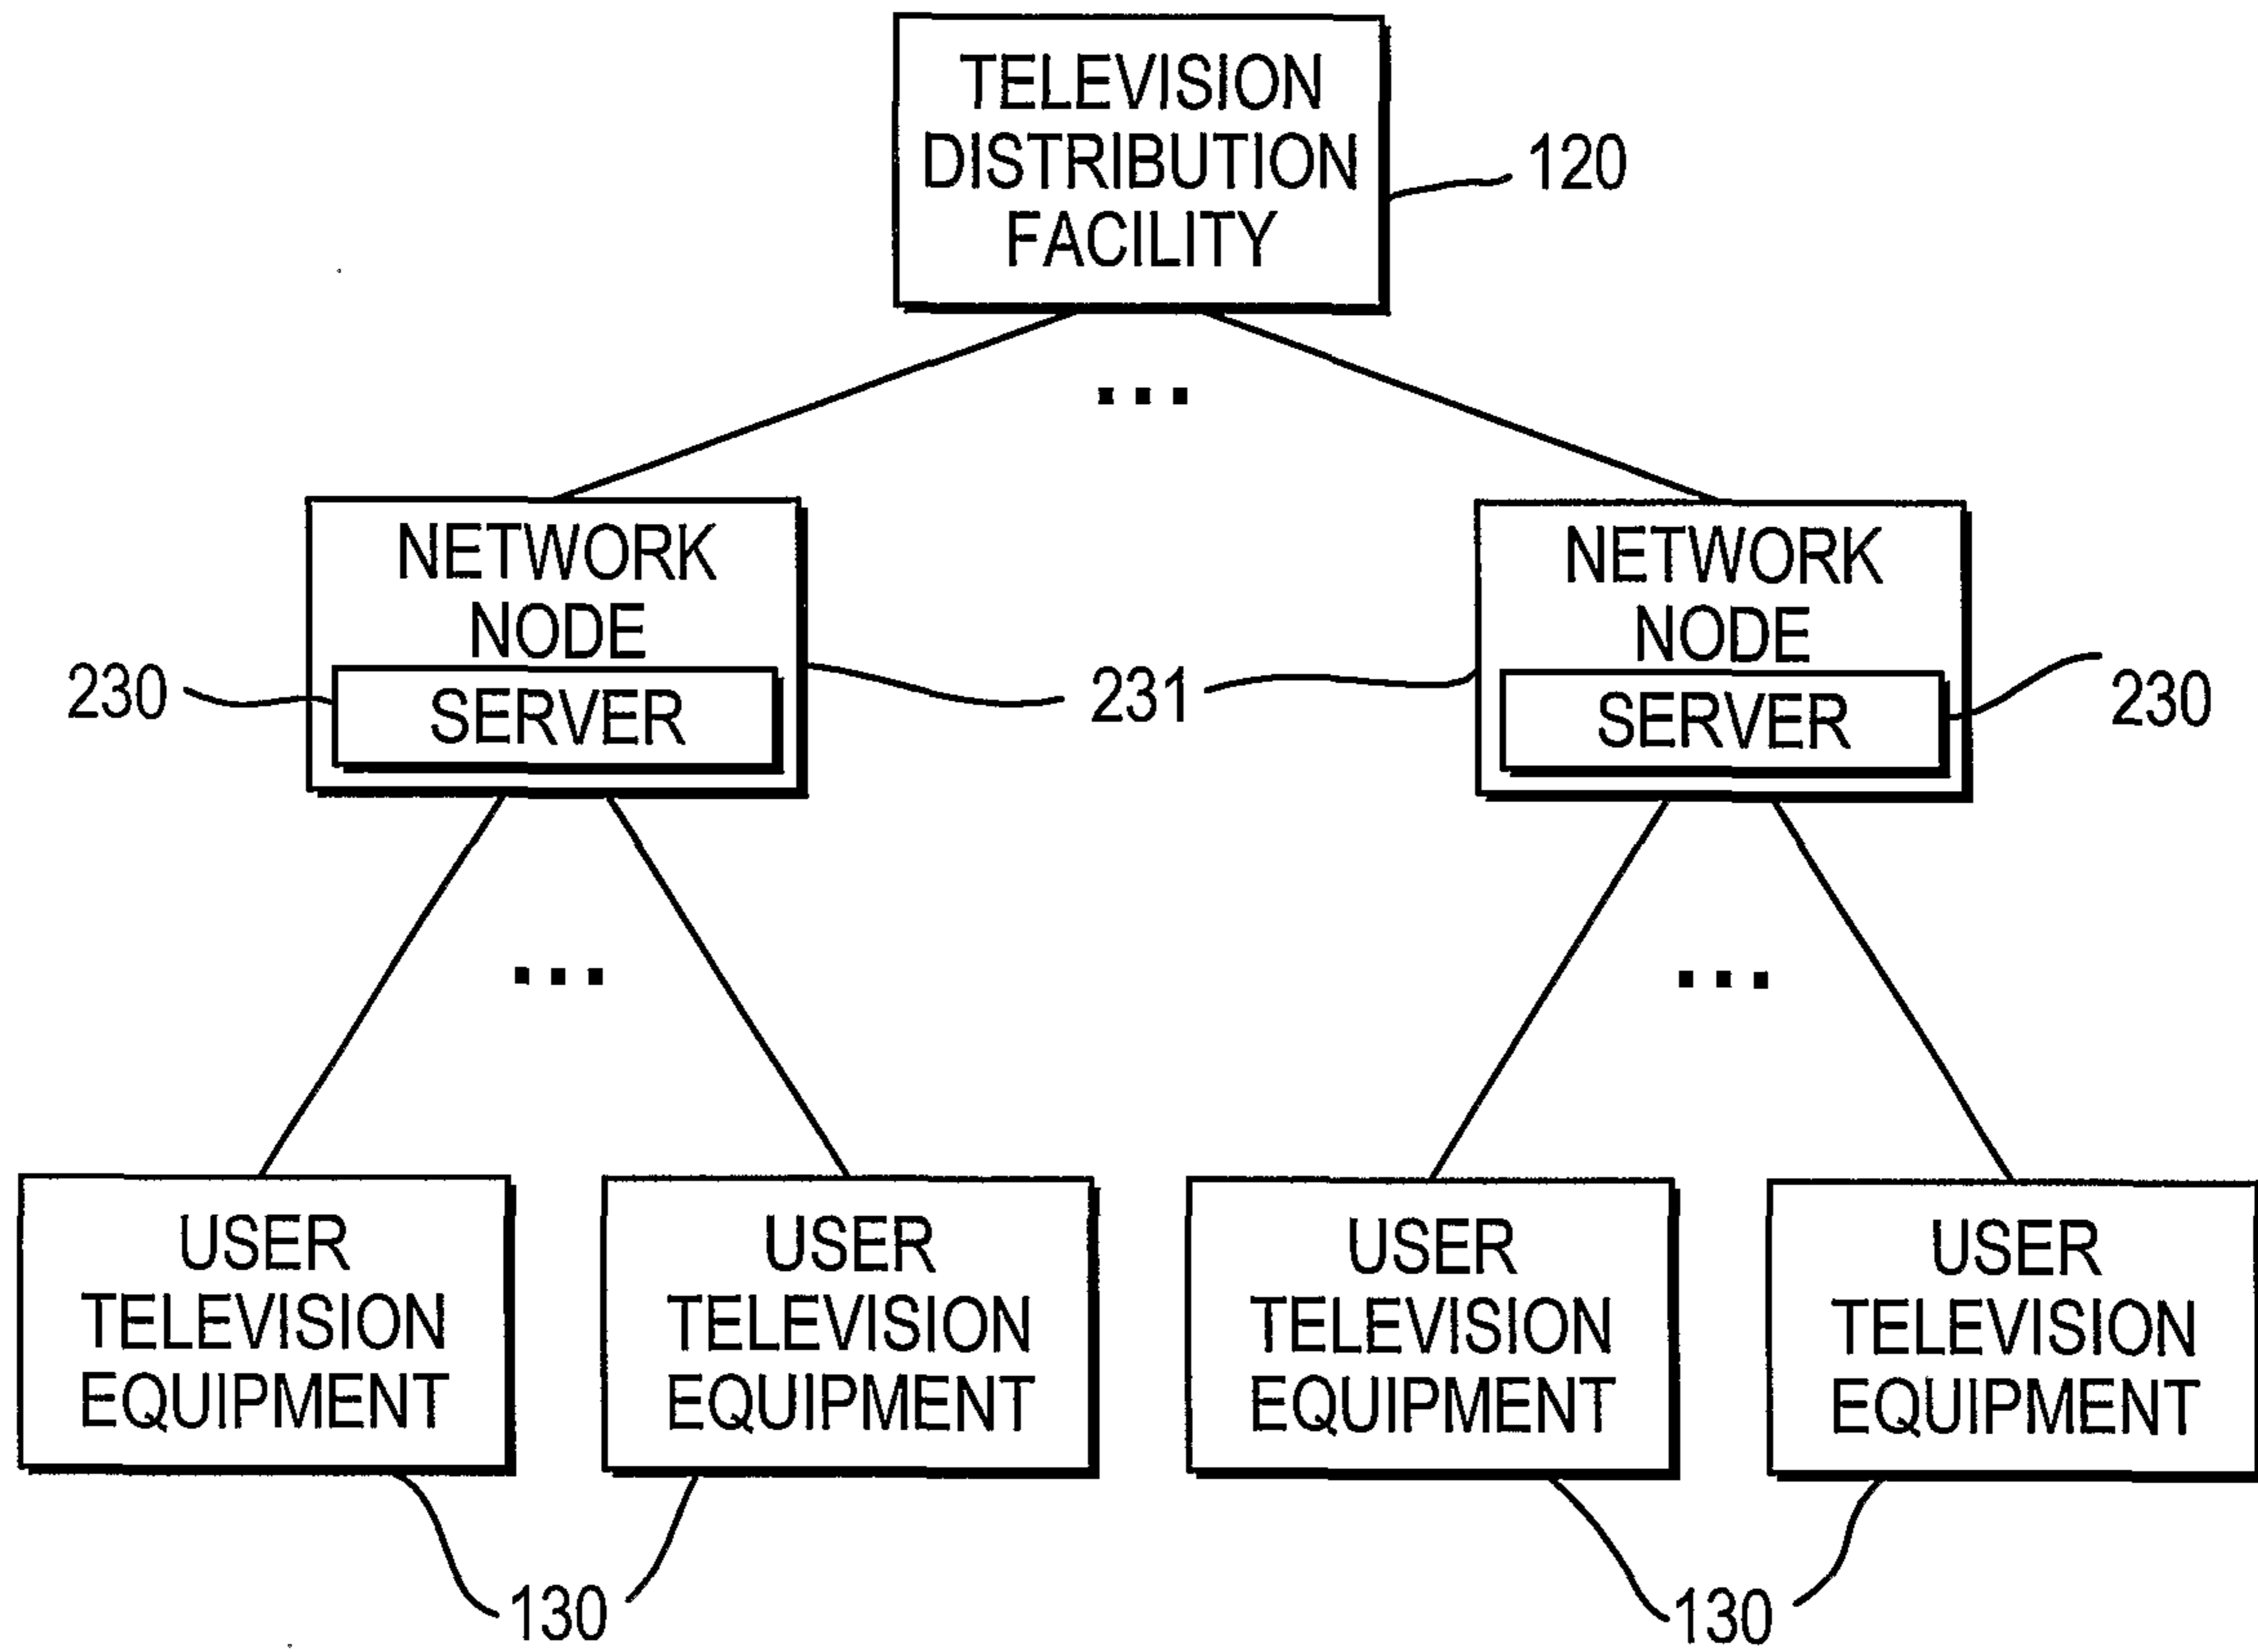 TELEVISION
DISTRIBUTION
FACILITY
120
...
NETWORK
NODE
SERVER
230
231
NETWORK
NODE
SERVER
230
...
...
USER
TELEVISION
EQUIPMENT
USER
TELEVISION
EQUIPMENT
USER
TELEVISION
EQUIPMENT
USER
TELEVISION
EQUIPMENT
130
130